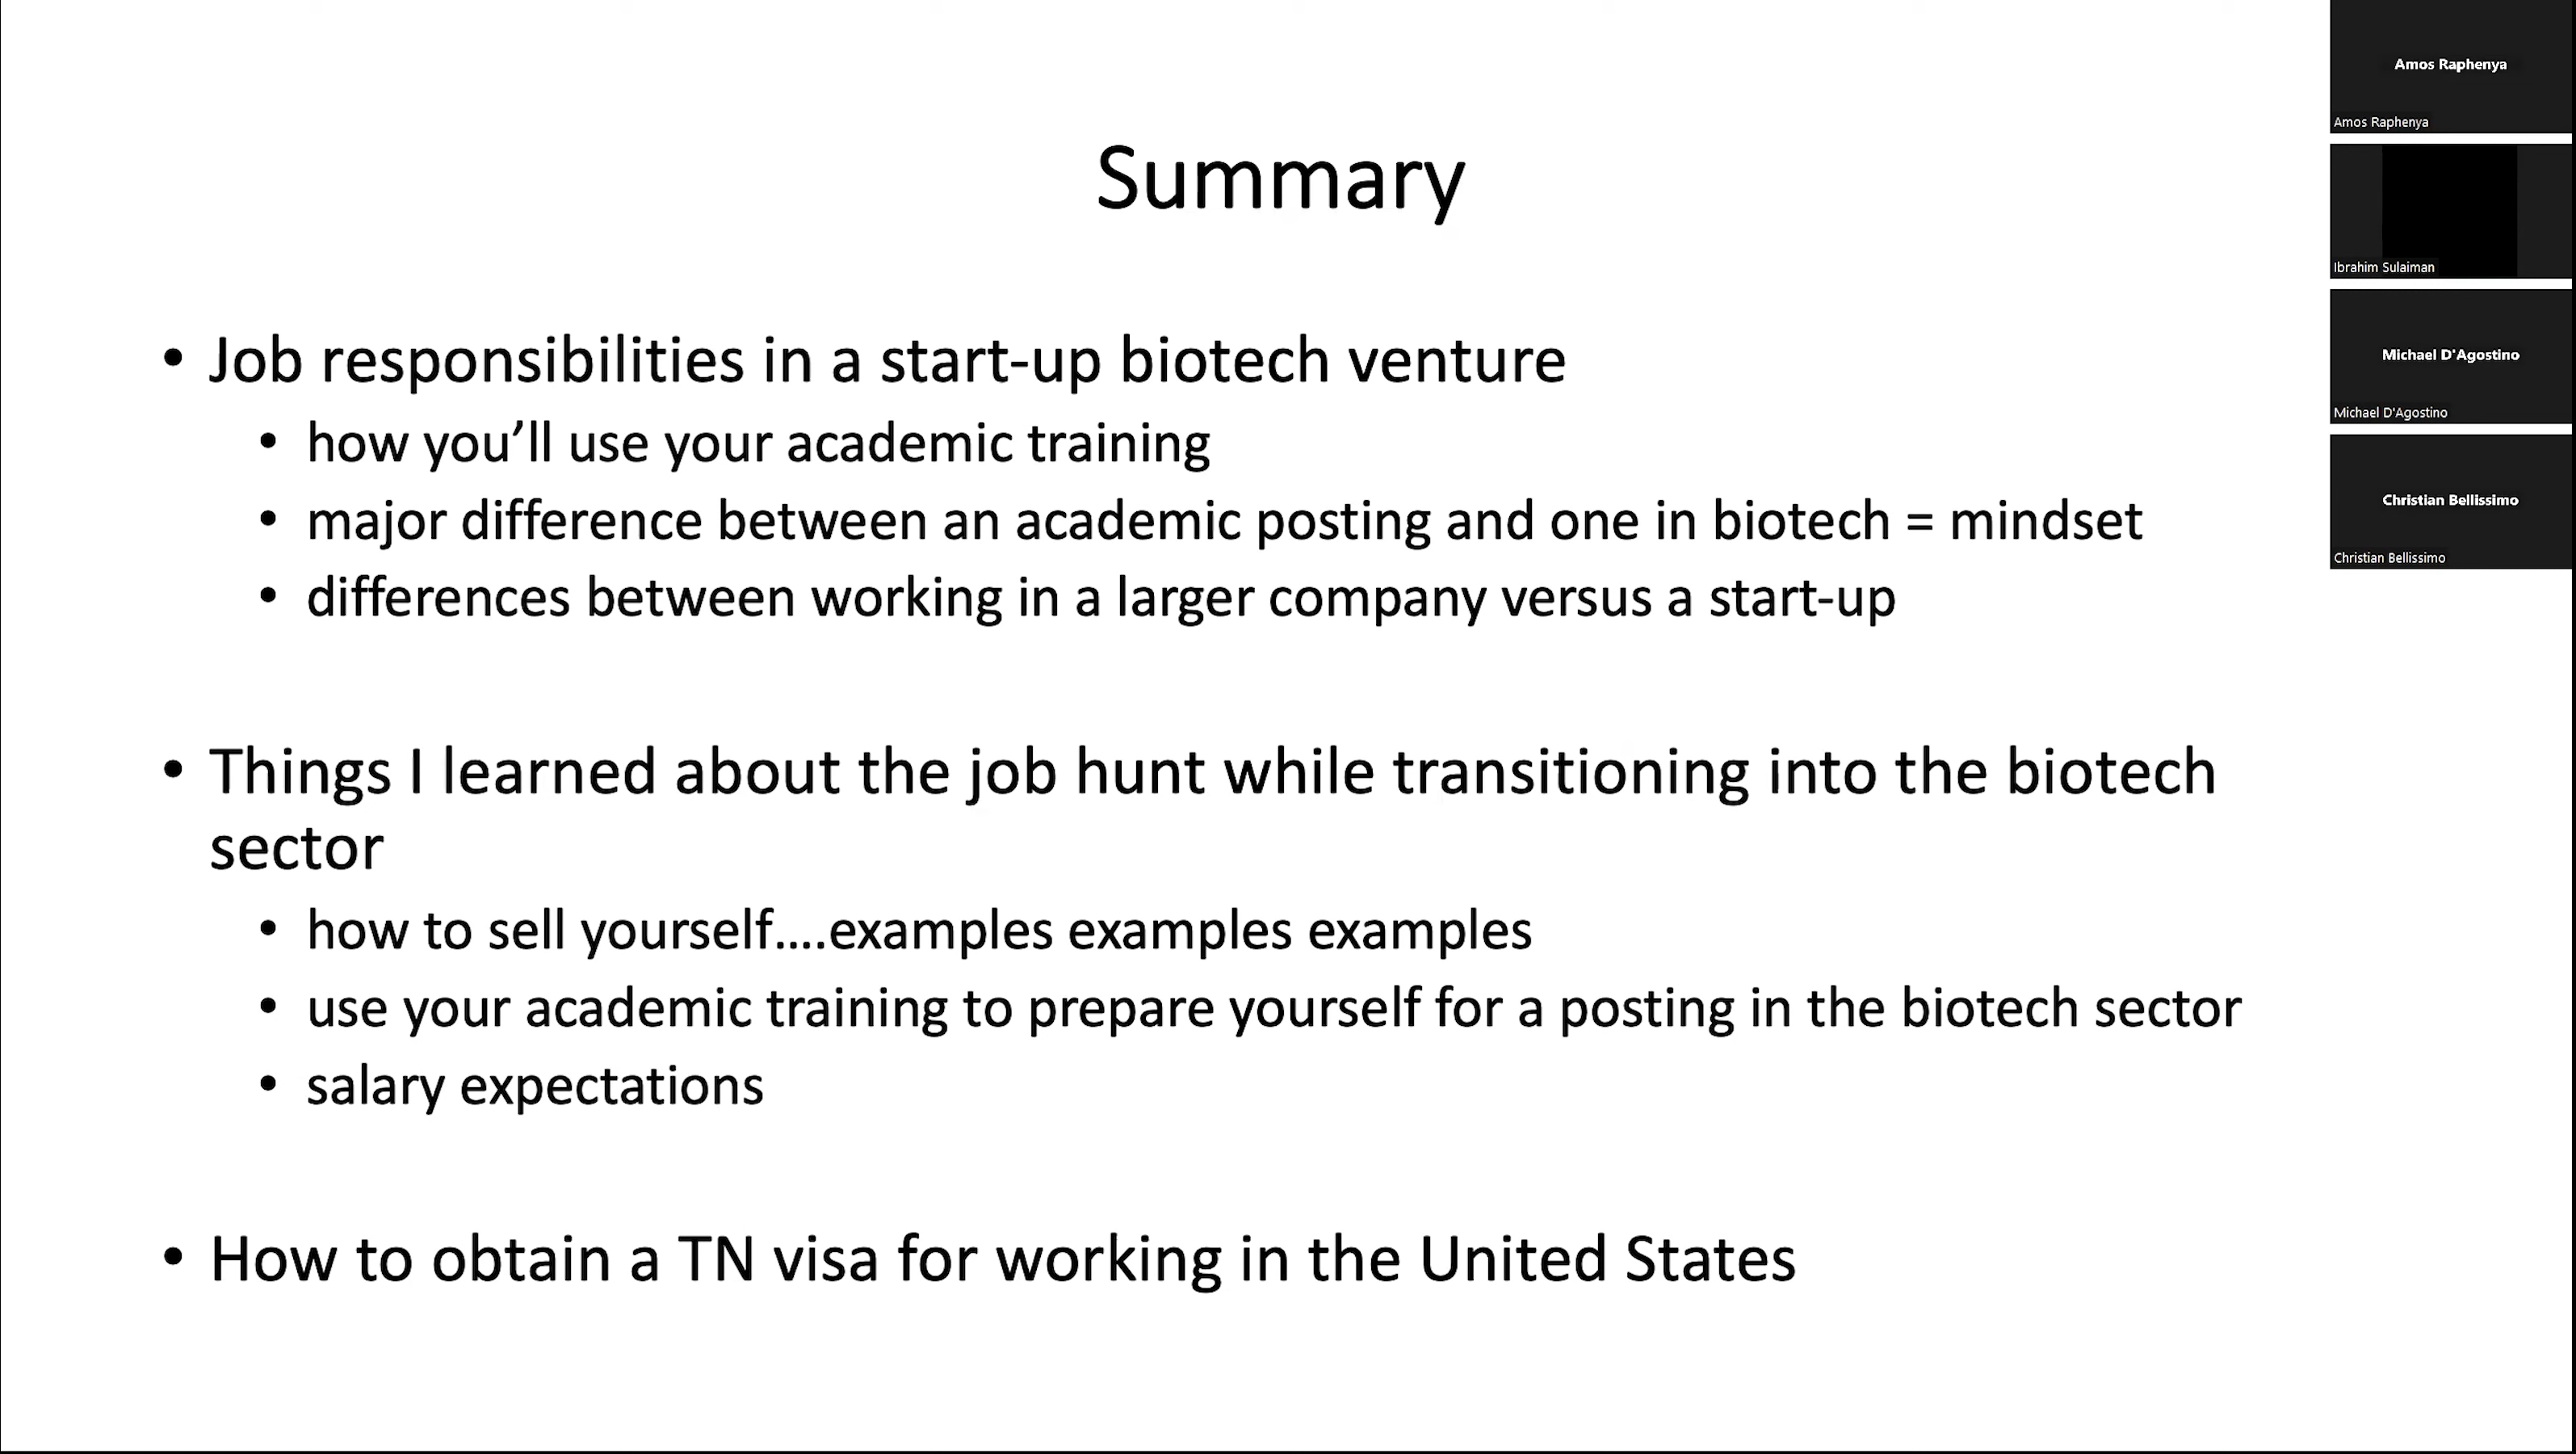 Summary
• Job responsibilities in a start-up biotech venture
• how you’ll use your academic training
• major difference between an academic posting and one in biotech = mindset
• differences between working in a larger company versus a start-up
• Things I learned about the job hunt while transitioning into the biotech
sector
• how to sell yourself....examples examples examples
• use your academic training to prepare yourself for a posting in the biotech sector
• salary expectations
• How to obtain a TN visa for working in the United States
Amos Raphenya
Amos Raphenya
Ibrahim Sulaiman
Michael D'Agostino
Michael D'Agostino
Christian Bellissimo
Christian Bellissimo